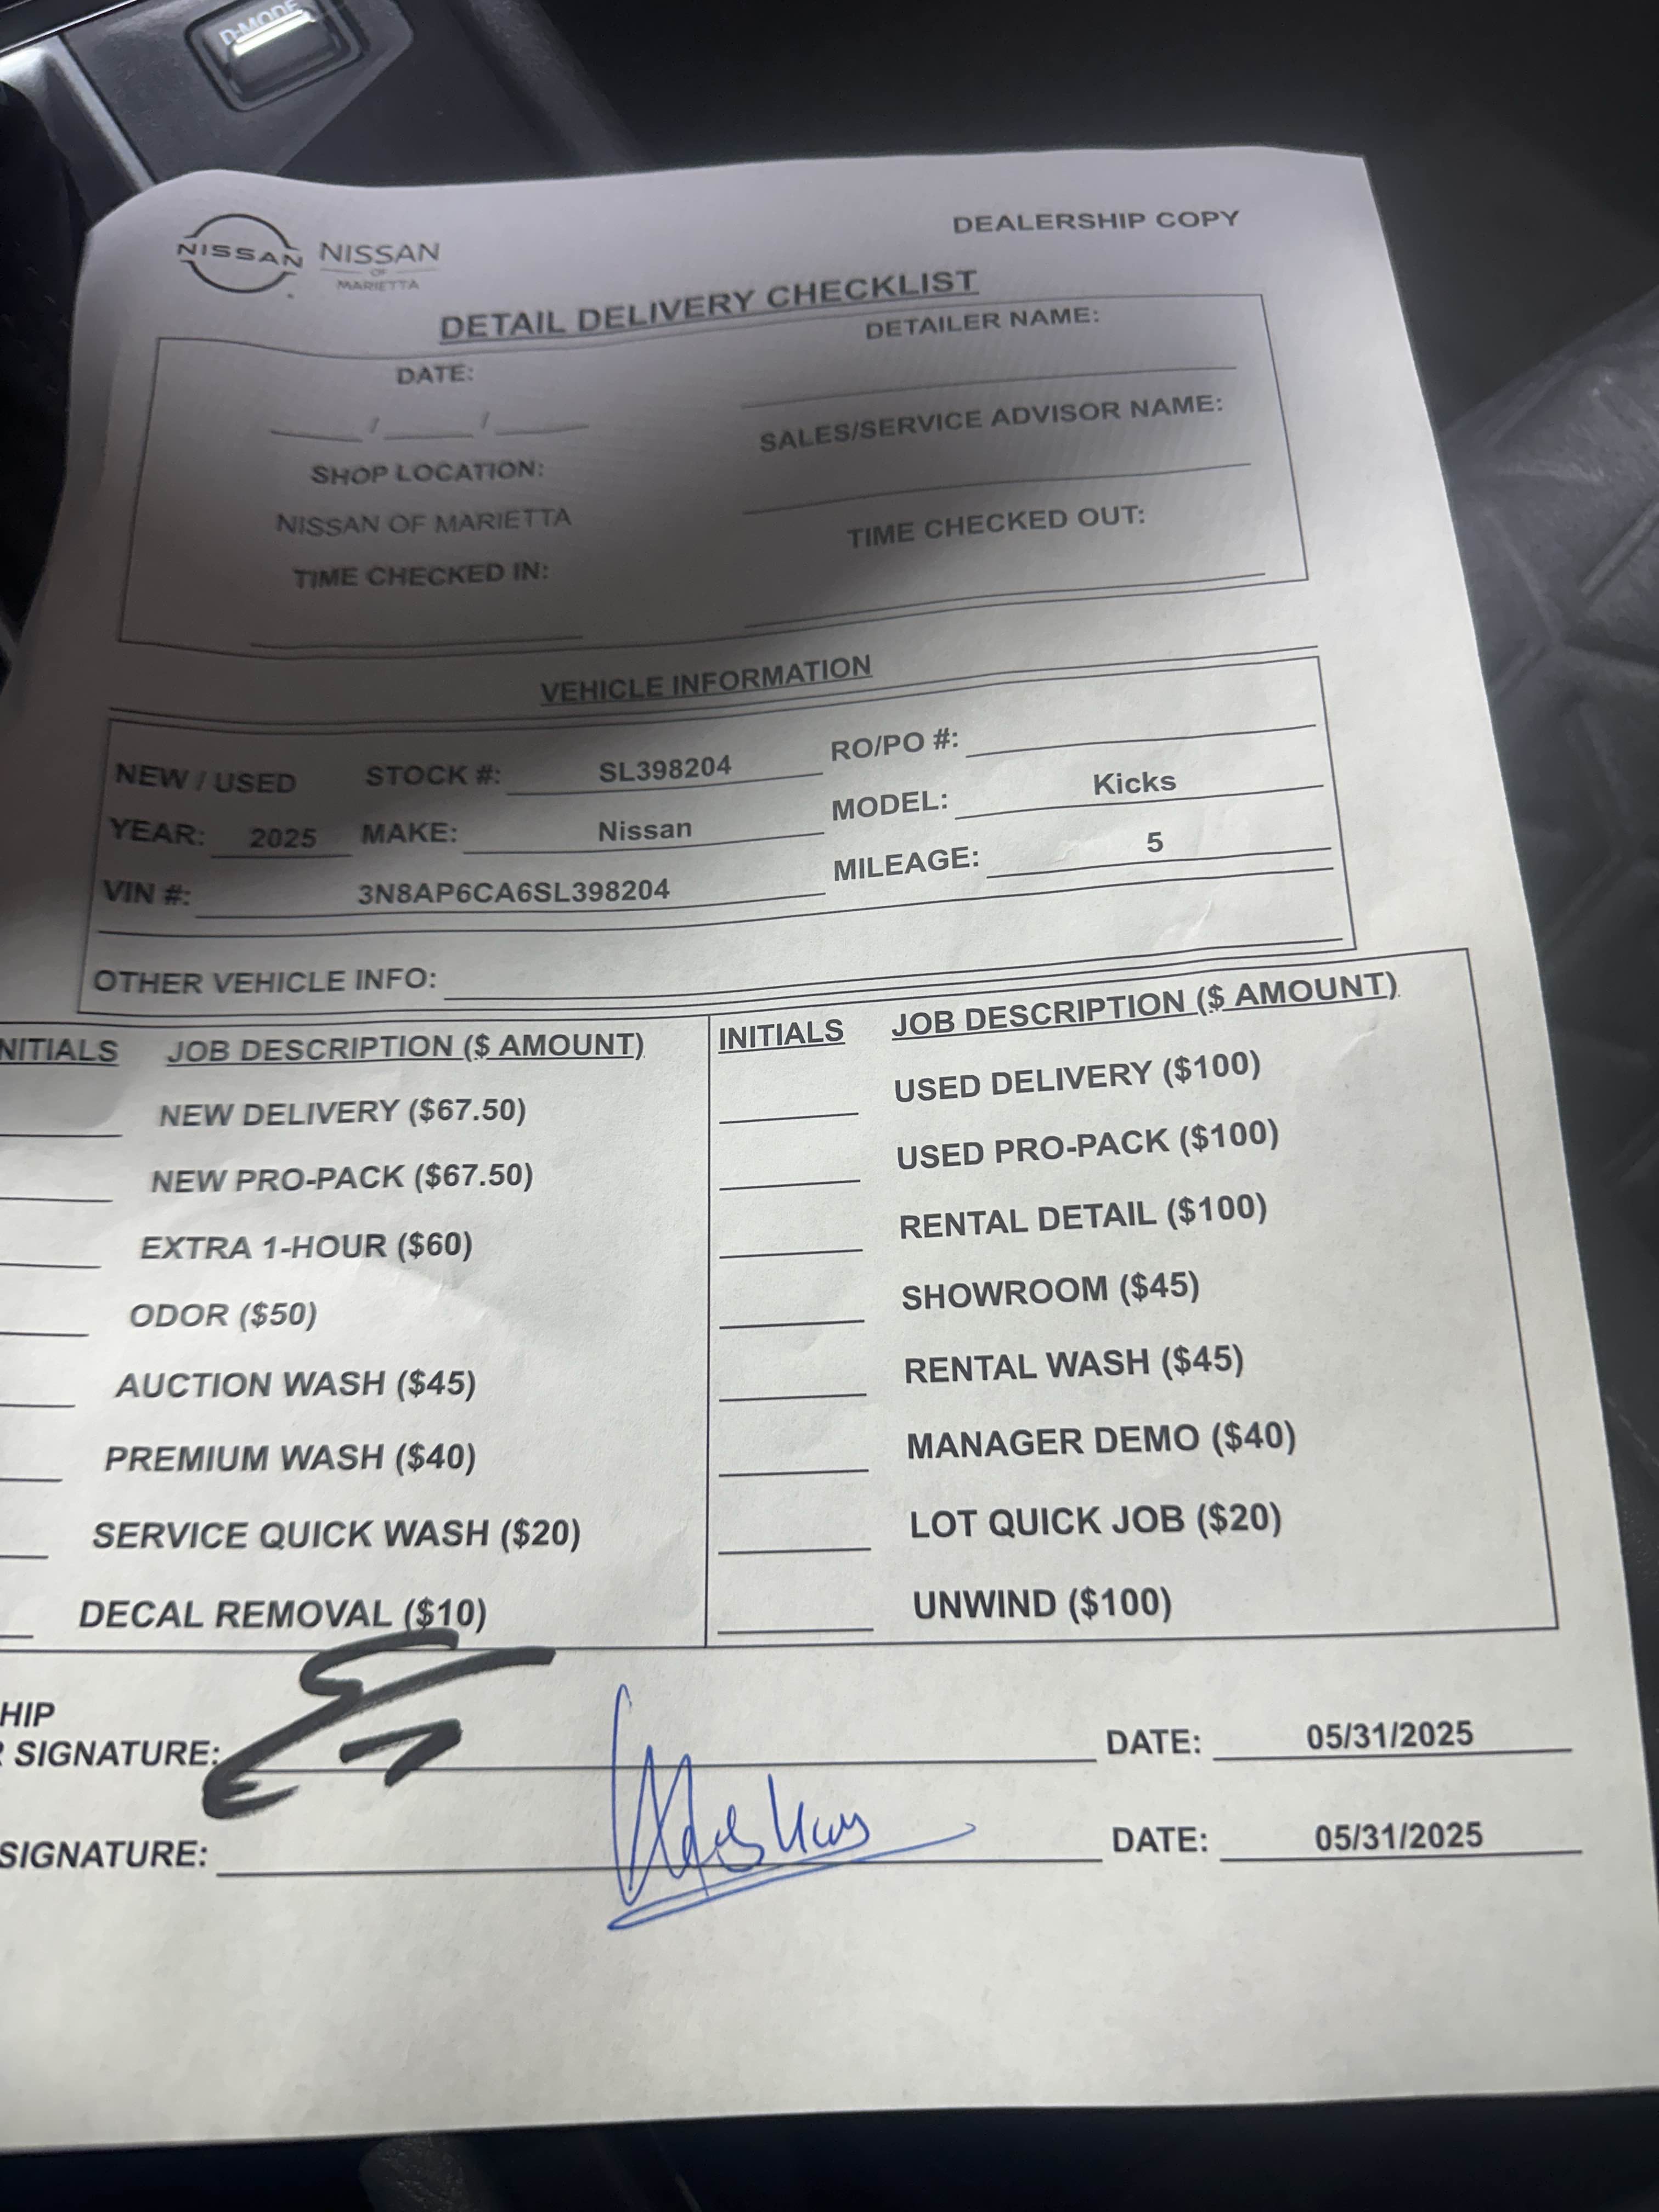 D-MODE
DEALERSHIP COPY
NISSAN NISSAN
OF
MARIETTA
DETAIL DELIVERY CHECKLIST
DATE: DETAILER NAME:
___/___/___
SALES/SERVICE ADVISOR NAME:
SHOP LOCATION:
NISSAN OF MARIETTA
TIME CHECKED IN: TIME CHECKED OUT:
VEHICLE INFORMATION
NEW / USED STOCK #: SL398204 RO/PO #:
YEAR: 2025 MAKE: Nissan MODEL: Kicks
VIN #: 3N8AP6CA6SL398204 MILEAGE: 5
OTHER VEHICLE INFO:
NITIALS JOB DESCRIPTION ($ AMOUNT) INITIALS JOB DESCRIPTION ($ AMOUNT)
NEW DELIVERY ($67.50) USED DELIVERY ($100)
NEW PRO-PACK ($67.50) USED PRO-PACK ($100)
EXTRA 1-HOUR ($60) RENTAL DETAIL ($100)
ODOR ($50) SHOWROOM ($45)
AUCTION WASH ($45) RENTAL WASH ($45)
PREMIUM WASH ($40) MANAGER DEMO ($40)
SERVICE QUICK WASH ($20) LOT QUICK JOB ($20)
DECAL REMOVAL ($10) UNWIND ($100)
HIP
R SIGNATURE: DATE: 05/31/2025
SIGNATURE: DATE: 05/31/2025